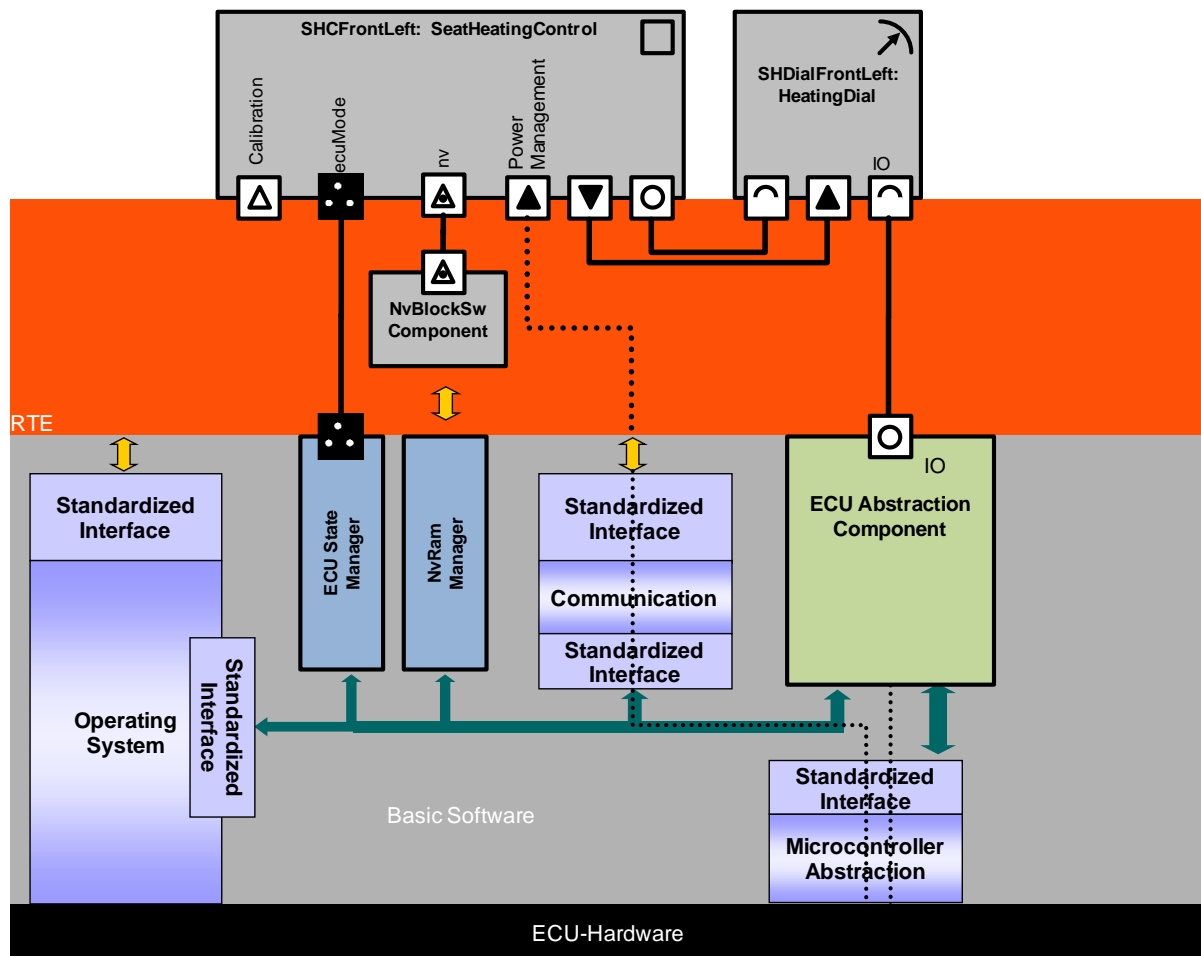 SHCFrontLeft: SeatHeatingControl
SHDialFrontLeft:
HeatingDial
Calibration
ecuMode
nv
Power
Management
IO
NvBlockSw
Component
RTE
IO
Standardized
Interface
ECU State
Manager
NvRam
Manager
Standardized
Interface
ECU Abstraction
Component
Communication
Standardized
Interface
Standardized
Interface
Operating
System
Standardized
Interface
Basic Software
Microcontroller
Abstraction
ECU-Hardware